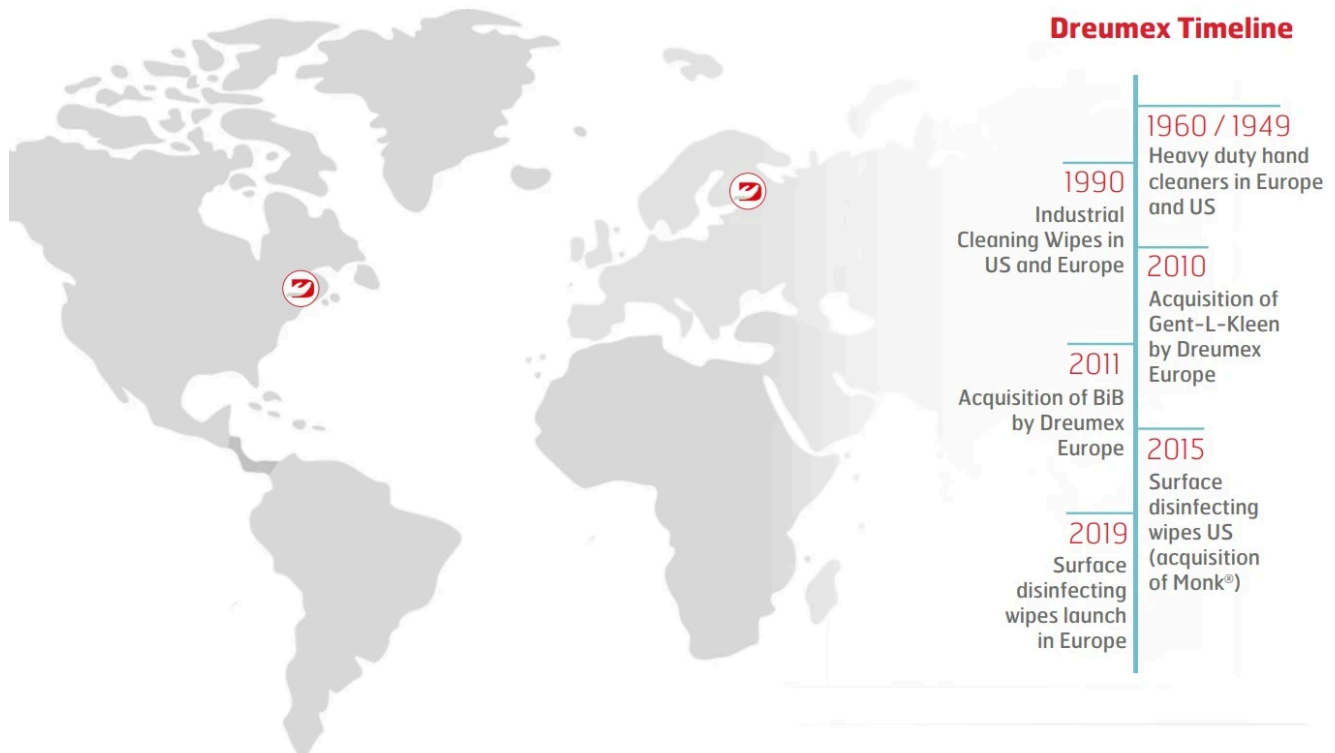 Dreumex Timeline
1960 / 1949
Heavy duty hand
cleaners in Europe
and US
1990
Industrial
Cleaning Wipes in
US and Europe
2010
Acquisition of
Gent-L-Kleen
by Dreumex
Europe
2011
Acquisition of BiB
by Dreumex
Europe
2015
Surface
disinfecting
wipes US
(acquisition
of Monk®)
2019
Surface
disinfecting
wipes launch
in Europe